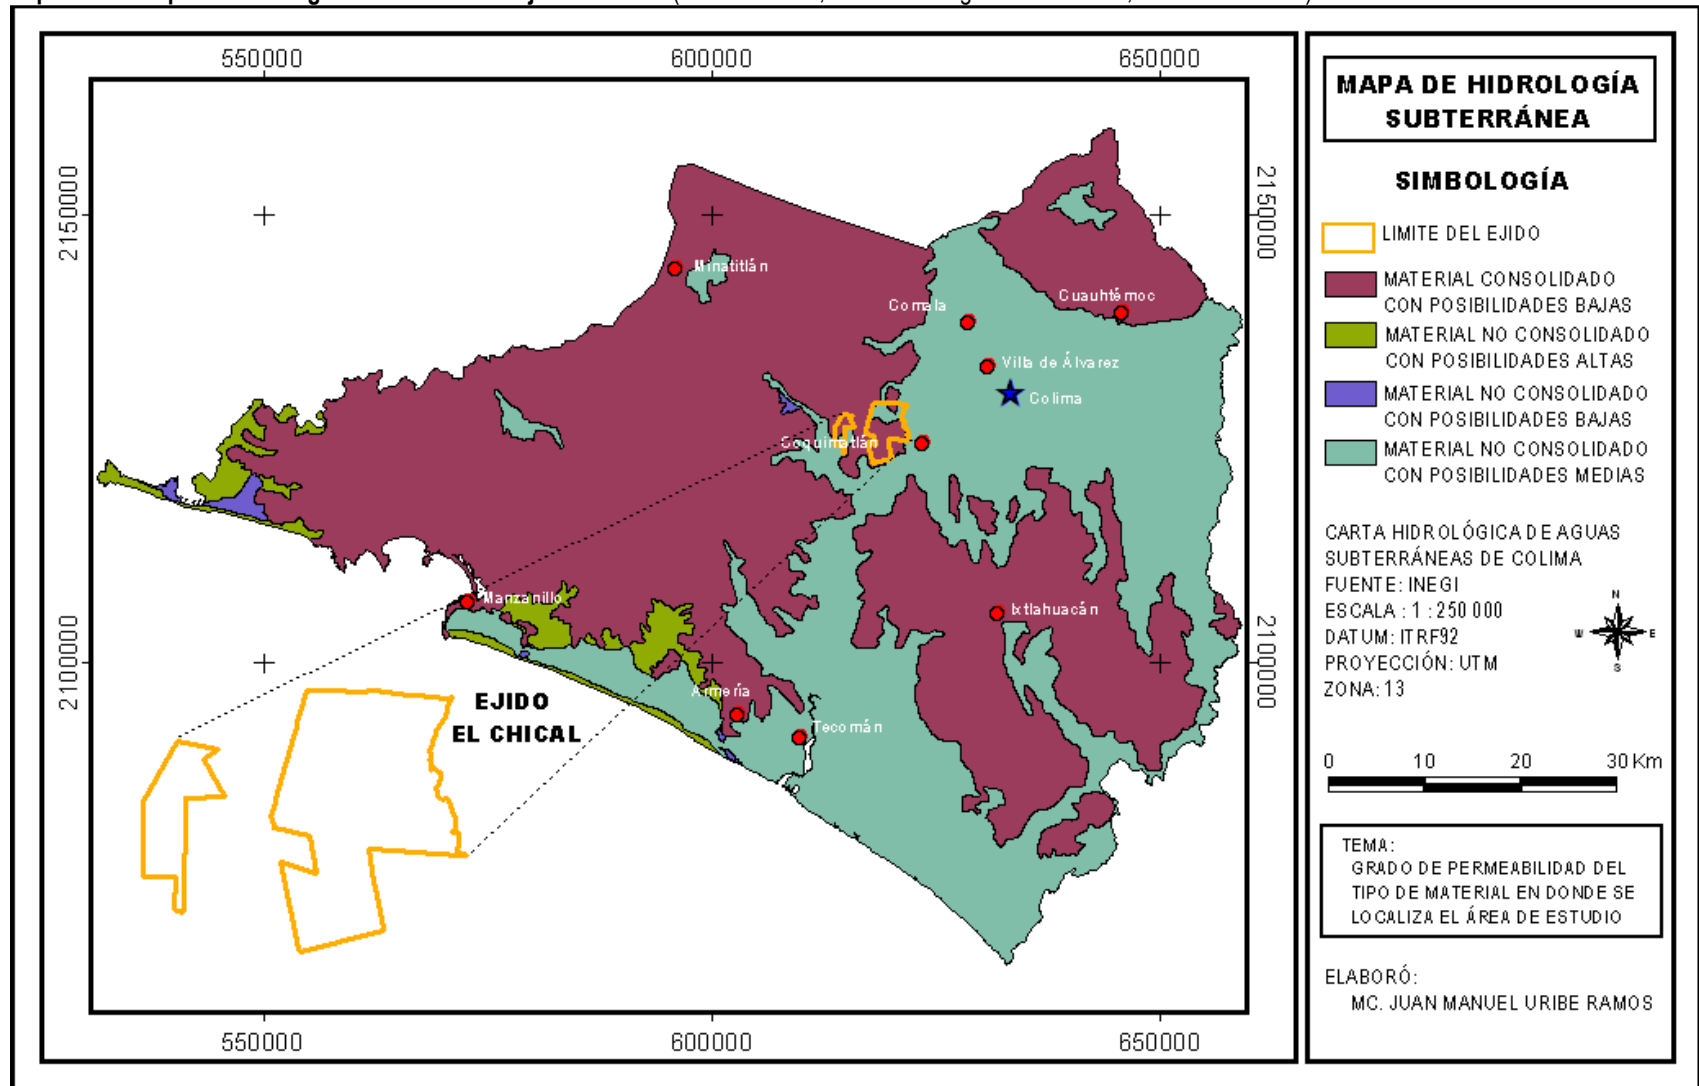 550000
600000
650000
2150000
2150000
2100000
2100000
Minatitlán
Comala
Cuauhtémoc
Villa de Álvarez
Colima
Coquimatlán
Manzanillo
Ixtlahuacán
Armería
Tecomán
EJIDO
EL CHICAL
550000
600000
650000
MAPA DE HIDROLOGÍA
SUBTERRÁNEA
SIMBOLOGÍA
LIMITE DEL EJIDO
MATERIAL CONSOLIDADO
CON POSIBILIDADES BAJAS
MATERIAL NO CONSOLIDADO
CON POSIBILIDADES ALTAS
MATERIAL NO CONSOLIDADO
CON POSIBILIDADES BAJAS
MATERIAL NO CONSOLIDADO
CON POSIBILIDADES MEDIAS
CARTA HIDROLÓGICA DE AGUAS
SUBTERRÁNEAS DE COLIMA
FUENTE: INEGI
ESCALA : 1 : 250 000
DATUM: ITRF92
PROYECCIÓN: UTM
ZONA: 13
N
W E
S
0 10 20 30 Km
TEMA:
GRADO DE PERMEABILIDAD DEL
TIPO DE MATERIAL EN DONDE SE
LOCALIZA EL ÁREA DE ESTUDIO
ELABORÓ:
MC. JUAN MANUEL URIBE RAMOS